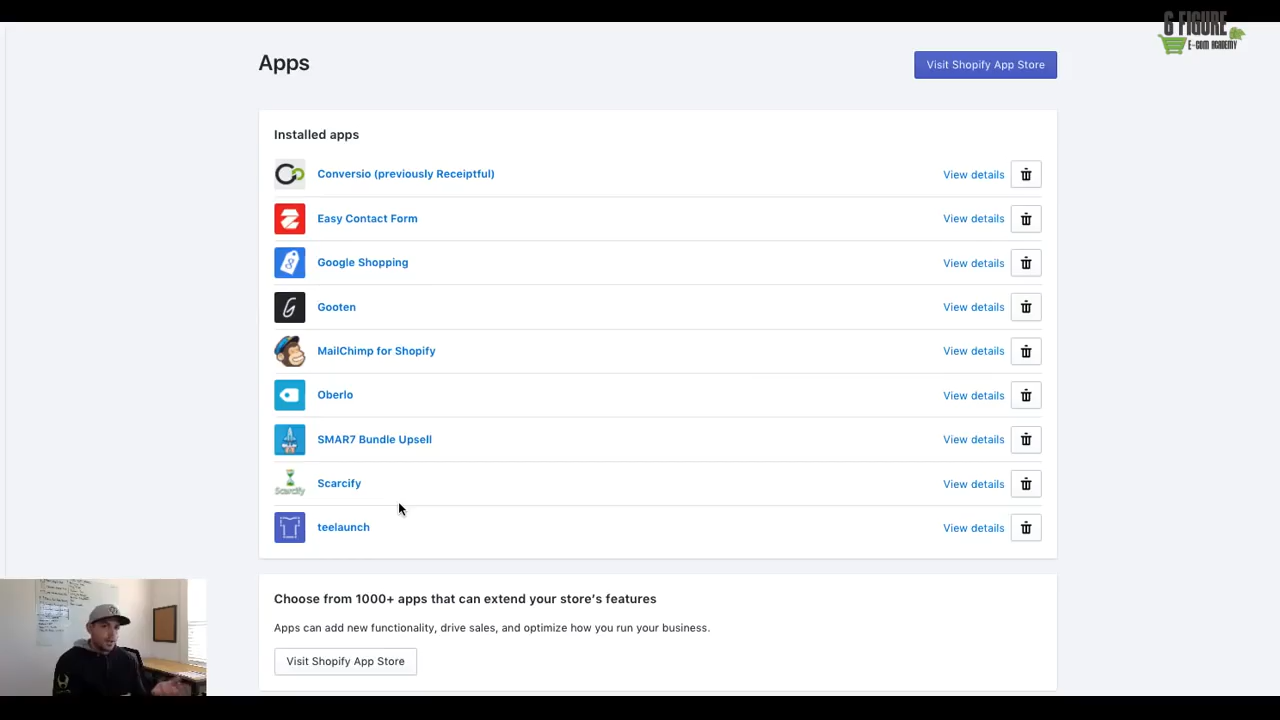 6 FIGURE
E-COM ACADEMY
Apps
Visit Shopify App Store
Installed apps
Conversio (previously Receiptful)
View details
Easy Contact Form
View details
Google Shopping
View details
Gooten
View details
MailChimp for Shopify
View details
Oberlo
View details
SMAR7 Bundle Upsell
View details
Scarcify
Scarcify
View details
teelaunch
View details
Choose from 1000+ apps that can extend your store's features
Apps can add new functionality, drive sales, and optimize how you run your business.
Visit Shopify App Store